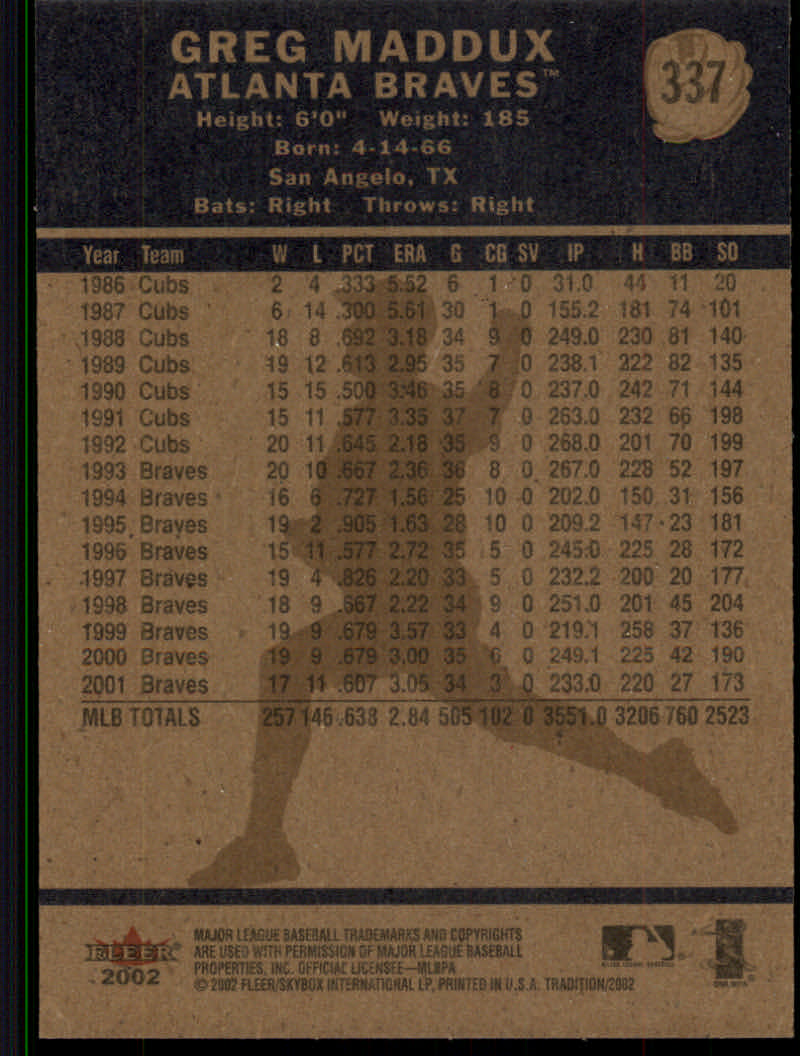 GREG MADDUX
ATLANTA BRAVES™
337
Height: 6'0" Weight: 185
Born: 4-14-66
San Angelo, TX
Bats: Right Throws: Right
Year Team W L PCT ERA G CG SV IP H BB SO
1986 Cubs 2 4 .333 5.52 6 1 0 31.0 44 11 20
1987 Cubs 6 14 .300 5.61 30 1 0 155.2 181 74 101
1988 Cubs 18 8 .692 3.18 34 9 0 249.0 230 81 140
1989 Cubs 19 12 .613 2.95 35 7 0 238.1 222 82 135
1990 Cubs 15 15 .500 3.46 35 8 0 237.0 242 71 144
1991 Cubs 15 11 .577 3.35 37 7 0 263.0 232 66 198
1992 Cubs 20 11 .645 2.18 35 9 0 268.0 201 70 199
1993 Braves 20 10 .667 2.36 36 8 0 267.0 228 52 197
1994 Braves 16 6 .727 1.56 25 10 0 202.0 150 31 156
1995 Braves 19 2 .905 1.63 28 10 0 209.2 147 23 181
1996 Braves 15 11 .577 2.72 35 5 0 245.0 225 28 172
1997 Braves 19 4 .826 2.20 33 5 0 232.2 200 20 177
1998 Braves 18 9 .667 2.22 34 9 0 251.0 201 45 204
1999 Braves 19 9 .679 3.57 33 4 0 219.1 258 37 136
2000 Braves 19 9 .679 3.00 35 6 0 249.1 225 42 190
2001 Braves 17 11 .607 3.05 34 3 0 233.0 220 27 173
MLB TOTALS 257 146 .638 2.84 505 102 0 3551.0 3206 760 2523
FLEER
2002
MAJOR LEAGUE BASEBALL TRADEMARKS AND COPYRIGHTS
ARE USED WITH PERMISSION OF MAJOR LEAGUE BASEBALL
PROPERTIES, INC. OFFICIAL LICENSEE—MLBPA
© 2002 FLEER/SKYBOX INTERNATIONAL LP, PRINTED IN U.S.A. TRADITION/2002